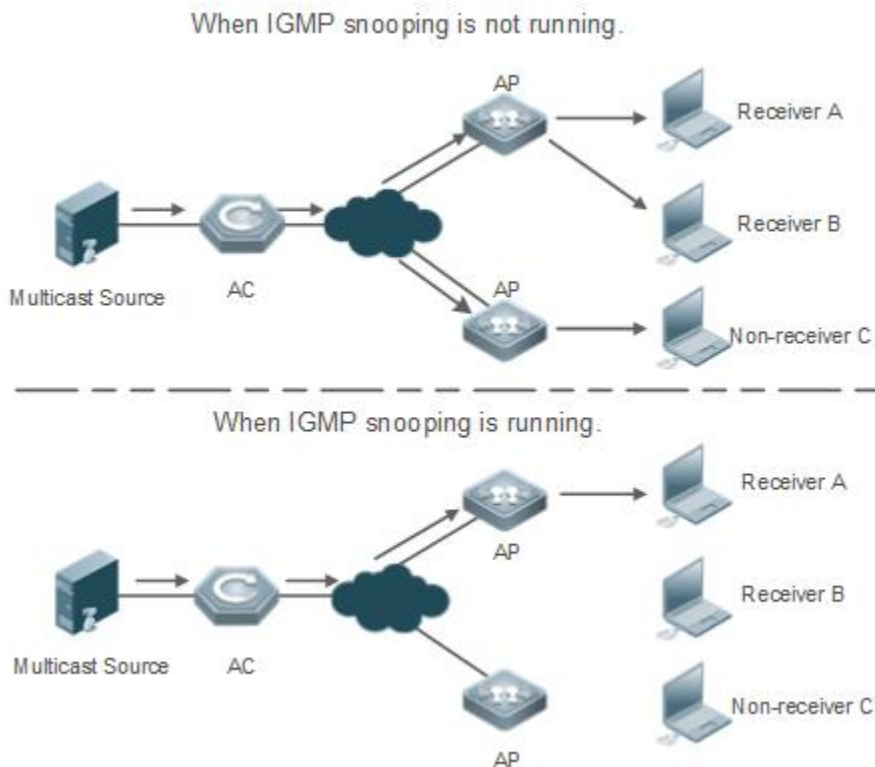 When IGMP snooping is not running.
AP
Receiver A
Receiver B
Multicast Source
AC
AP
Non-receiver C
When IGMP snooping is running.
Receiver A
AP
Receiver B
Multicast Source
AC
Non-receiver C
AP